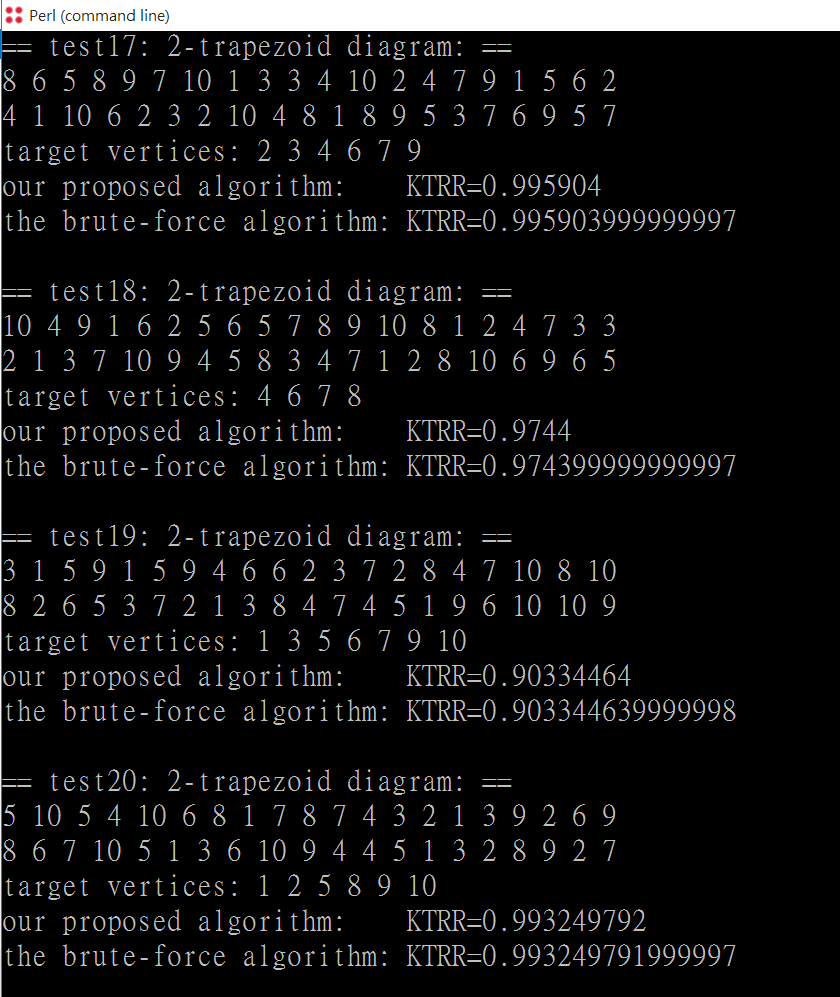 Perl (command line)
== test17: 2-trapezoid diagram: ==
8 6 5 8 9 7 10 1 3 3 4 10 2 4 7 9 1 5 6 2
4 1 10 6 2 3 2 10 4 8 1 8 9 5 3 7 6 9 5 7
target vertices: 2 3 4 6 7 9
our proposed algorithm:    KTRR=0.995904
the brute-force algorithm: KTRR=0.995903999999997
== test18: 2-trapezoid diagram: ==
10 4 9 1 6 2 5 6 5 7 8 9 10 8 1 2 4 7 3 3
2 1 3 7 10 9 4 5 8 3 4 7 1 2 8 10 6 9 6 5
target vertices: 4 6 7 8
our proposed algorithm:    KTRR=0.9744
the brute-force algorithm: KTRR=0.974399999999997
== test19: 2-trapezoid diagram: ==
3 1 5 9 1 5 9 4 6 6 2 3 7 2 8 4 7 10 8 10
8 2 6 5 3 7 2 1 3 8 4 7 4 5 1 9 6 10 10 9
target vertices: 1 3 5 6 7 9 10
our proposed algorithm:    KTRR=0.90334464
the brute-force algorithm: KTRR=0.903344639999998
== test20: 2-trapezoid diagram: ==
5 10 5 4 10 6 8 1 7 8 7 4 3 2 1 3 9 2 6 9
8 6 7 10 5 1 3 6 10 9 4 4 5 1 3 2 8 9 2 7
target vertices: 1 2 5 8 9 10
our proposed algorithm:    KTRR=0.993249792
the brute-force algorithm: KTRR=0.993249791999997